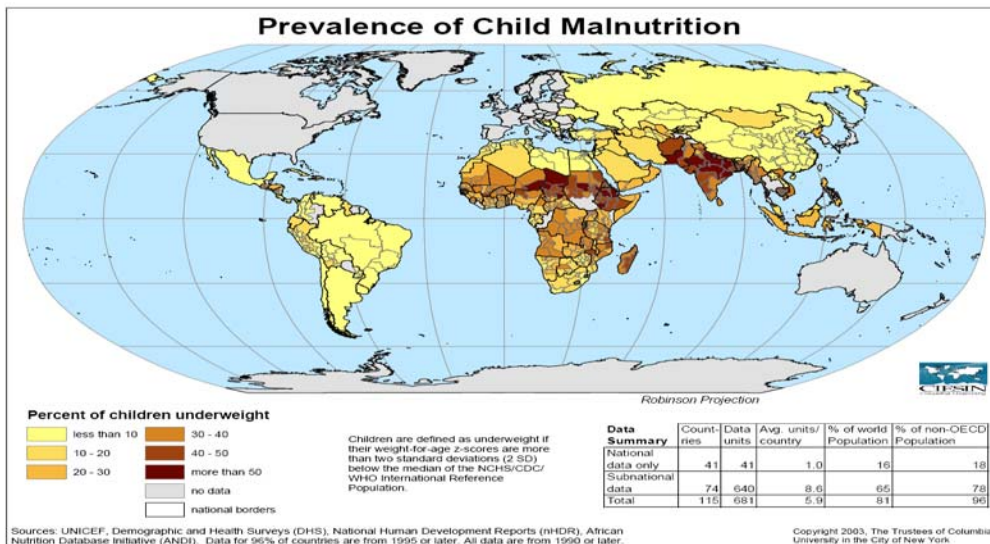 Prevalence of Child Malnutrition
Robinson Projection
CIESIN
Percent of children underweight
less than 10
10 - 20
20 - 30
30 - 40
40 - 50
more than 50
no data
national borders
Children are defined as underweight if
their weight-for-age z-scores are more
than two standard deviations (2 SD)
below the median of the NCHS/CDC/
WHO International Reference
Population.
Data Summary Count-ries Data units Avg. units/ country % of world Population % of non-OECD Population
National data only 41 41 1.0 16 18
Subnational data 74 640 8.6 65 78
Total 115 681 5.9 81 96
Sources: UNICEF, Demographic and Health Surveys (DHS), National Human Development Reports (nHDR), African
Nutrition Database Initiative (ANDI). Data for 96% of countries are from 1995 or later. All data are from 1990 or later.
Copyright 2003, The Trustees of Columbia
University in the City of New York